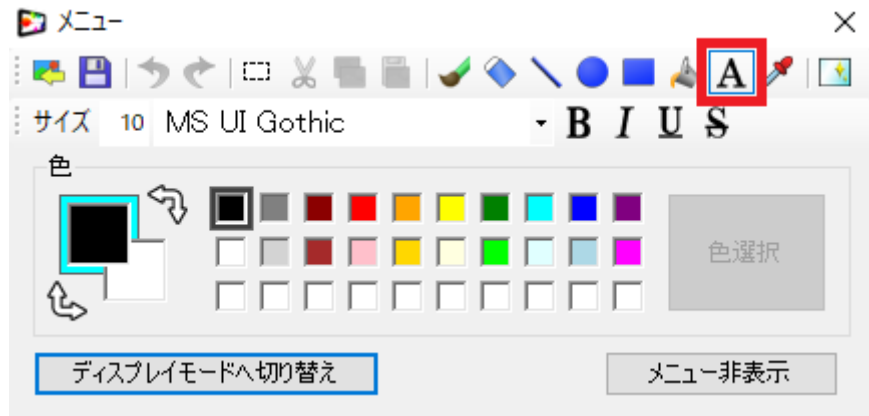 メニュー
A
サイズ 10 MS UI Gothic B I U S
色
色選択
ディスプレイモードへ切り替え メニュー非表示